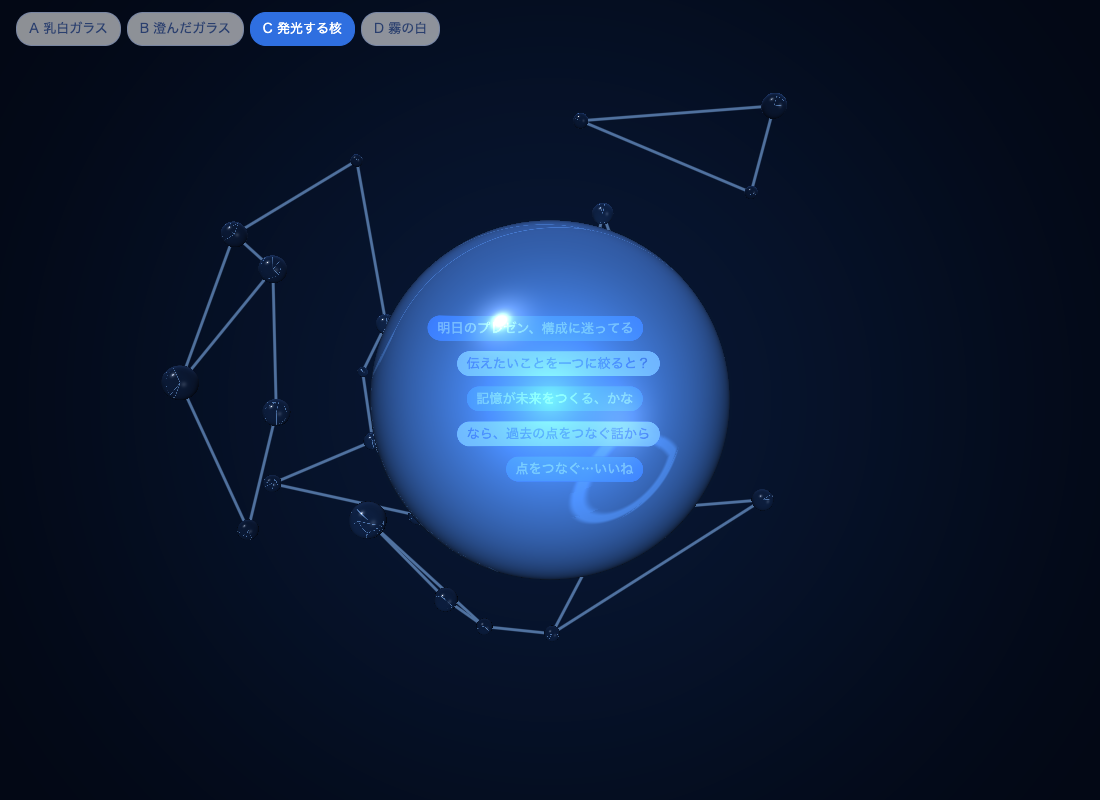 A 乳白ガラス
B 澄んだガラス
C 発光する核
D 霧の白
明日のプレゼン、構成に迷ってる
伝えたいことを一つに絞ると？
記憶が未来をつくる、かな
なら、過去の点をつなぐ話から
点をつなぐ…いいね